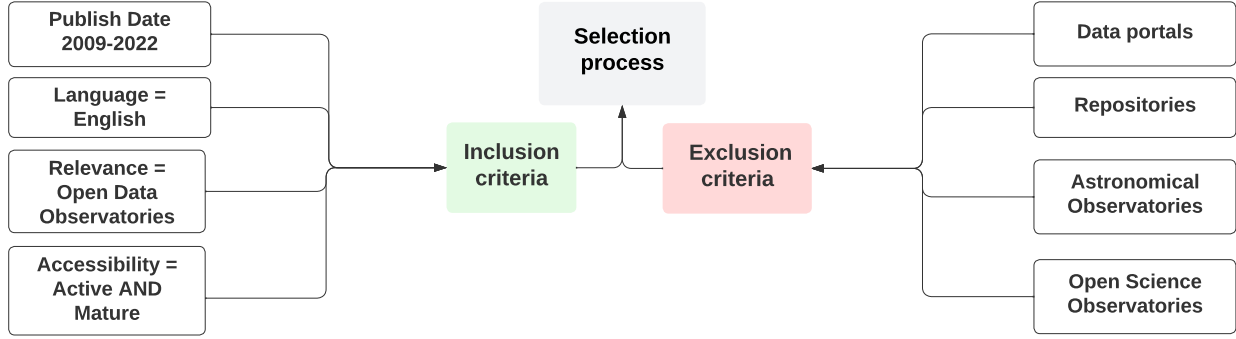 Publish Date
2009-2022
Language =
English
Relevance =
Open Data
Observatories
Accessibility =
Active AND
Mature
Inclusion
criteria
Selection
process
Exclusion
criteria
Data portals
Repositories
Astronomical
Observatories
Open Science
Observatories